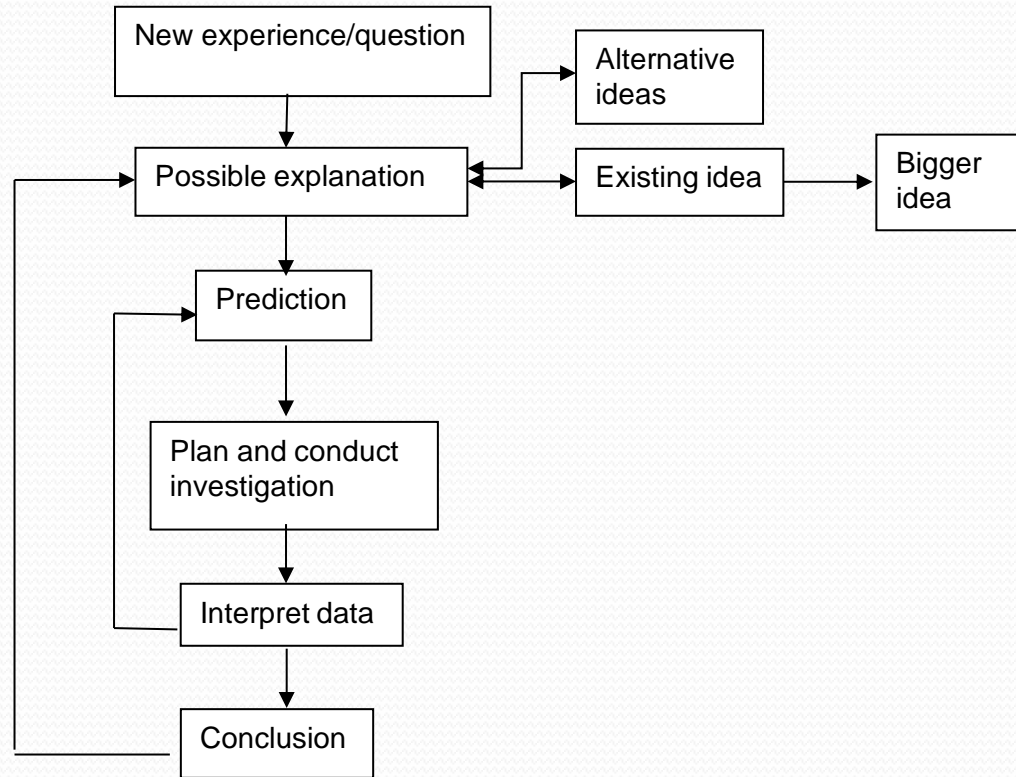 New experience/question
Alternative
ideas
Possible explanation
Existing idea
Bigger
idea
Prediction
Plan and conduct
investigation
Interpret data
Conclusion